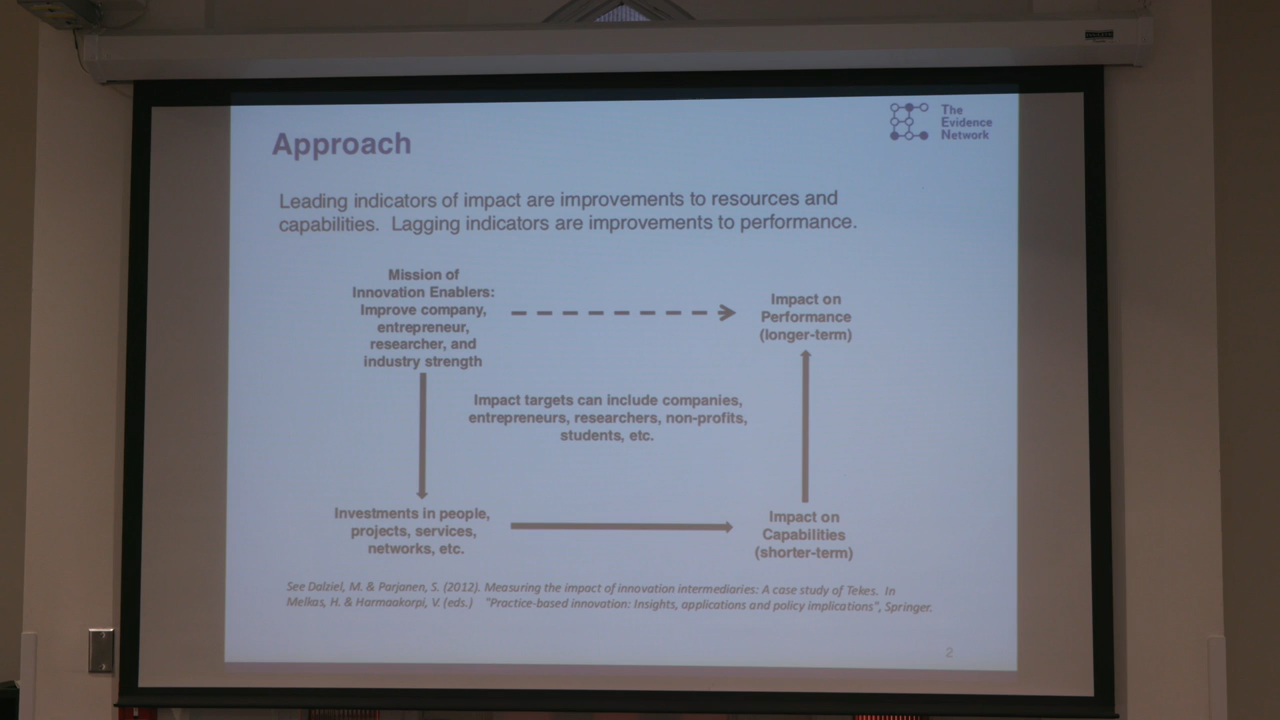 The
Evidence
Network
Approach
Leading indicators of impact are improvements to resources and
capabilities. Lagging indicators are improvements to performance.
Mission of
Innovation Enablers:
Improve company,
entrepreneur,
researcher, and
industry strength
Impact on
Performance
(longer-term)
Impact targets can include companies,
entrepreneurs, researchers, non-profits,
students, etc.
Investments in people,
projects, services,
networks, etc.
Impact on
Capabilities
(shorter-term)
See Dalziel, M. & Parjanen, S. (2012). Measuring the impact of innovation intermediaries: A case study of Tekes. In
Melkas, H. & Harmaakorpi, V. (eds.) "Practice-based innovation: Insights, applications and policy implications", Springer.
2